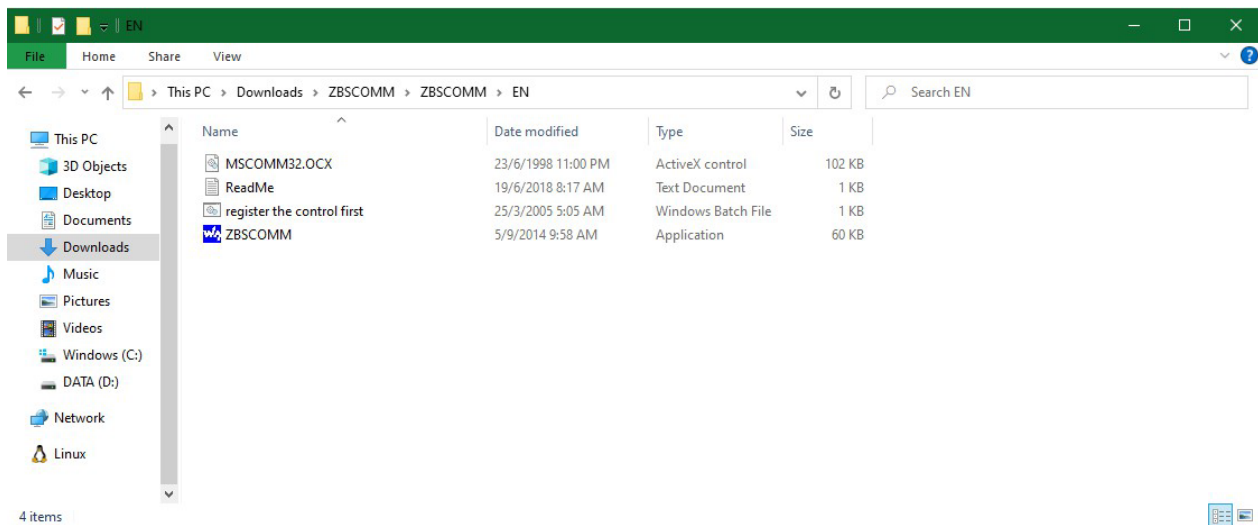 EN
File Home Share View
This PC > Downloads > ZBSCOMM > ZBSCOMM > EN
Search EN
Name Date modified Type Size
MSCOMM32.OCX 23/6/1998 11:00 PM ActiveX control 102 KB
ReadMe 19/6/2018 8:17 AM Text Document 1 KB
register the control first 25/3/2005 5:05 AM Windows Batch File 1 KB
ZBSCOMM 5/9/2014 9:58 AM Application 60 KB
This PC
3D Objects
Desktop
Documents
Downloads
Music
Pictures
Videos
Windows (C:)
DATA (D:)
Network
Linux
4 items